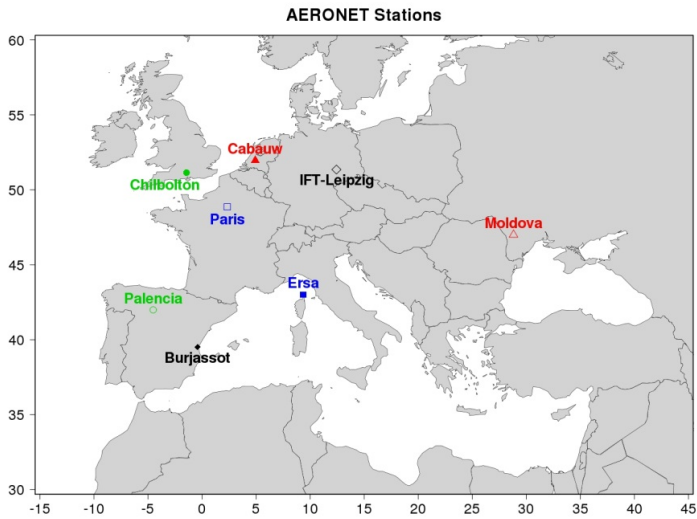 AERONET Stations
60
55
50
45
40
35
30
Cabauw
IFT-Leipzig
Chilbolton
Paris
Moldova
Ersa
Palencia
Burjassot
-15 -10 -5 0 5 10 15 20 25 30 35 40 45